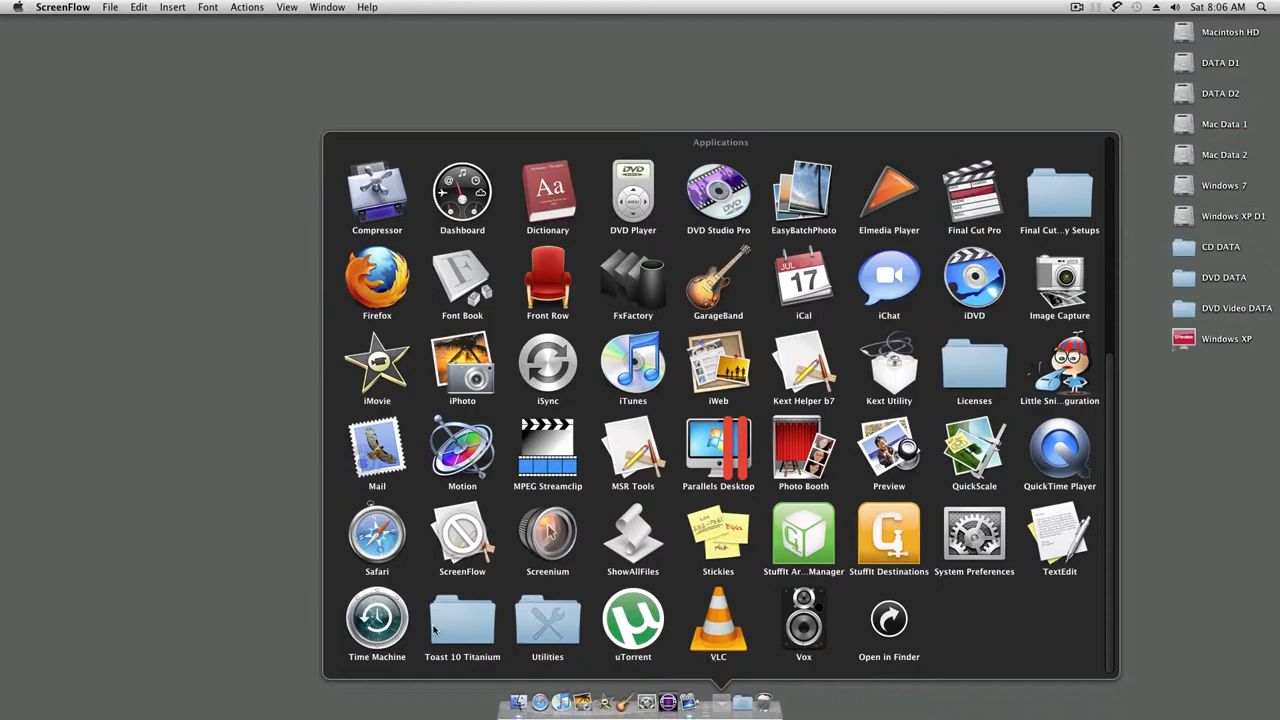 ScreenFlow File Edit Insert Font Actions View Window Help Sat 8:06 AM
Macintosh HD
DATA D1
DATA D2
Mac Data 1
Mac Data 2
Windows 7
Windows XP D1
CD DATA
DVD DATA
DVD Video DATA
Windows XP
Applications
Compressor Dashboard Dictionary DVD Player DVD Studio Pro EasyBatchPhoto Elmedia Player Final Cut Pro Final Cut...y Setups
Firefox Font Book Front Row FxFactory GarageBand iCal iChat iDVD Image Capture
iMovie iPhoto iSync iTunes iWeb Kext Helper b7 Kext Utility Licenses Little Sni...guration
Mail Motion MPEG Streamclip MSR Tools Parallels Desktop Photo Booth Preview QuickScale QuickTime Player
Safari ScreenFlow Screenium ShowAllFiles Stickies StuffIt Ar...Manager StuffIt Destinations System Preferences TextEdit
Time Machine Toast 10 Titanium Utilities uTorrent VLC Vox Open in Finder
Aa
DVD
JUL
17